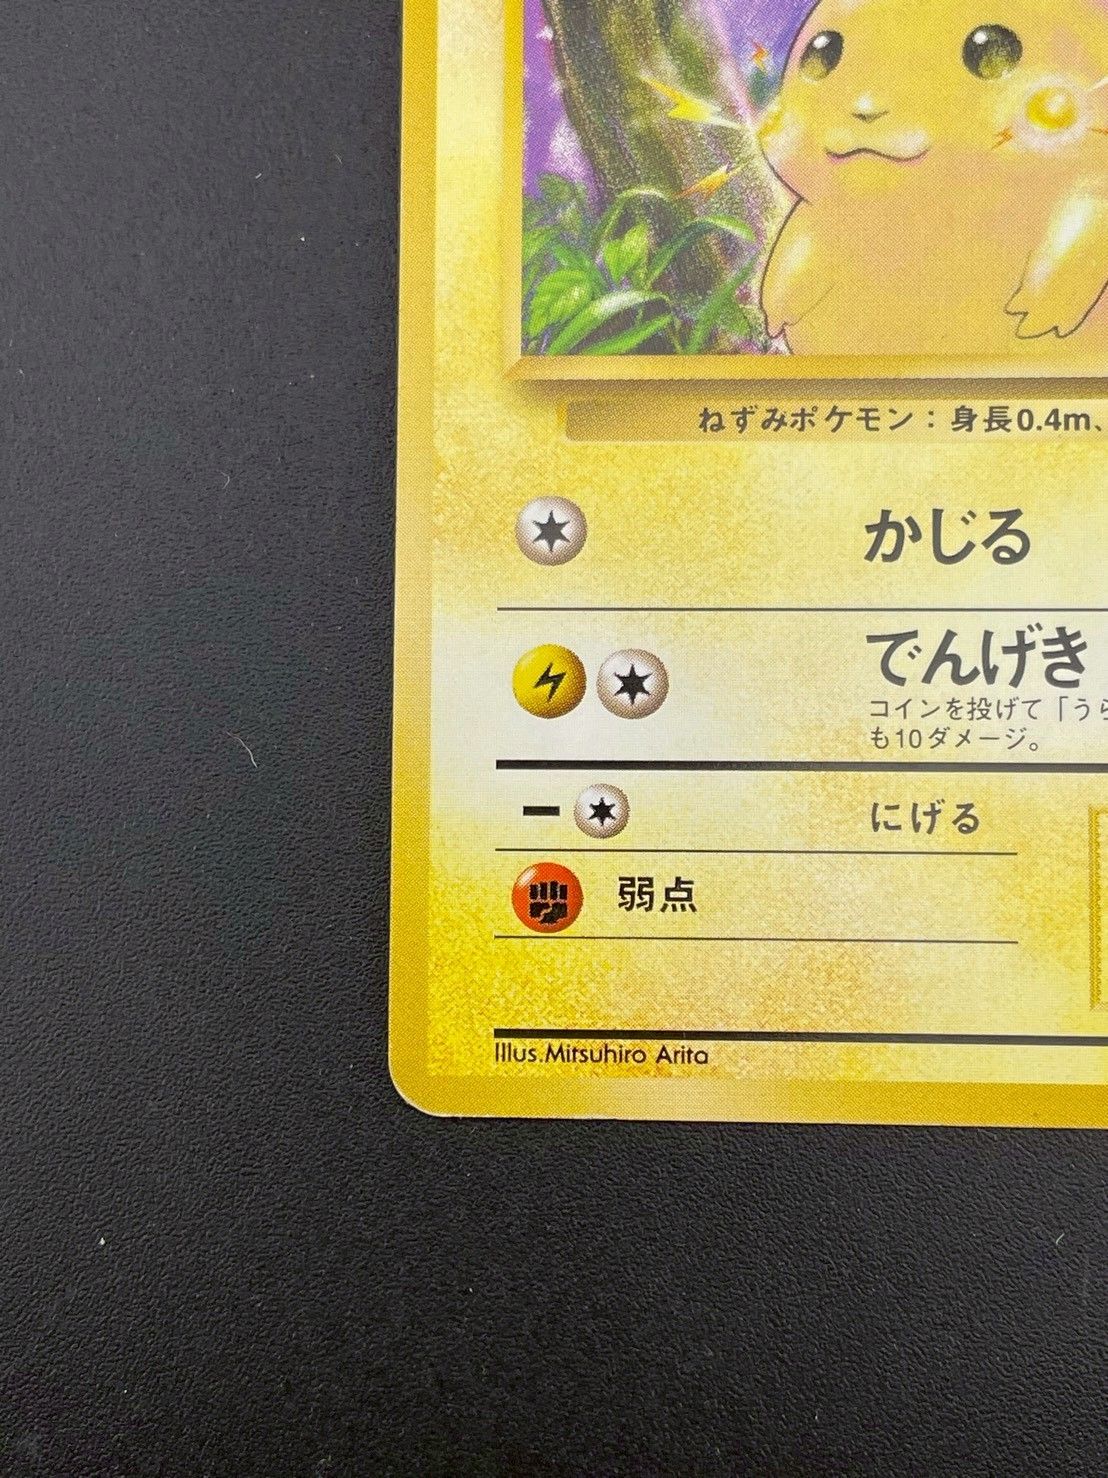 ねずみポケモン：身長0.4m、
かじる
でんげき
コインを投げて「うら
も10ダメージ。
にげる
弱点
Illus.Mitsuhiro Arita